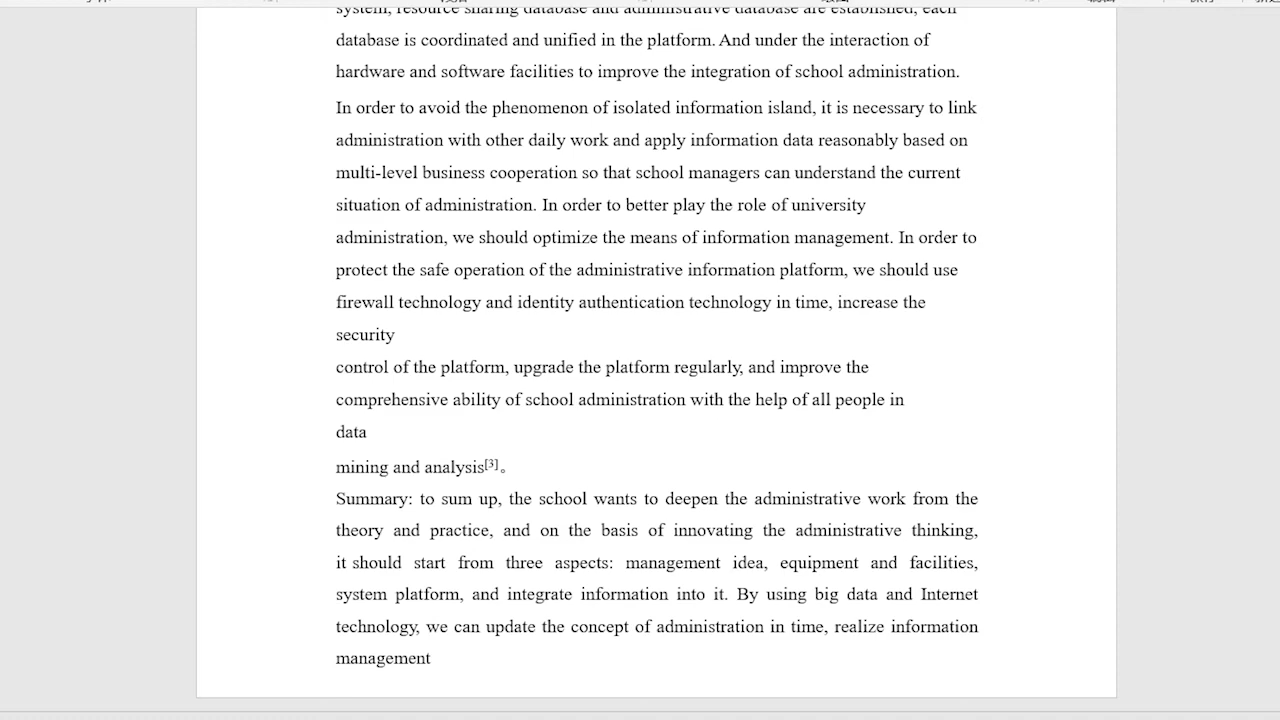 system, resource sharing database and administrative database are established, each
database is coordinated and unified in the platform. And under the interaction of
hardware and software facilities to improve the integration of school administration.
In order to avoid the phenomenon of isolated information island, it is necessary to link
administration with other daily work and apply information data reasonably based on
multi-level business cooperation so that school managers can understand the current
situation of administration. In order to better play the role of university
administration, we should optimize the means of information management. In order to
protect the safe operation of the administrative information platform, we should use
firewall technology and identity authentication technology in time, increase the
security
control of the platform, upgrade the platform regularly, and improve the
comprehensive ability of school administration with the help of all people in
data
mining and analysis[3]。
Summary: to sum up, the school wants to deepen the administrative work from the
theory and practice, and on the basis of innovating the administrative thinking,
it should start from three aspects: management idea, equipment and facilities,
system platform, and integrate information into it. By using big data and Internet
technology, we can update the concept of administration in time, realize information
management